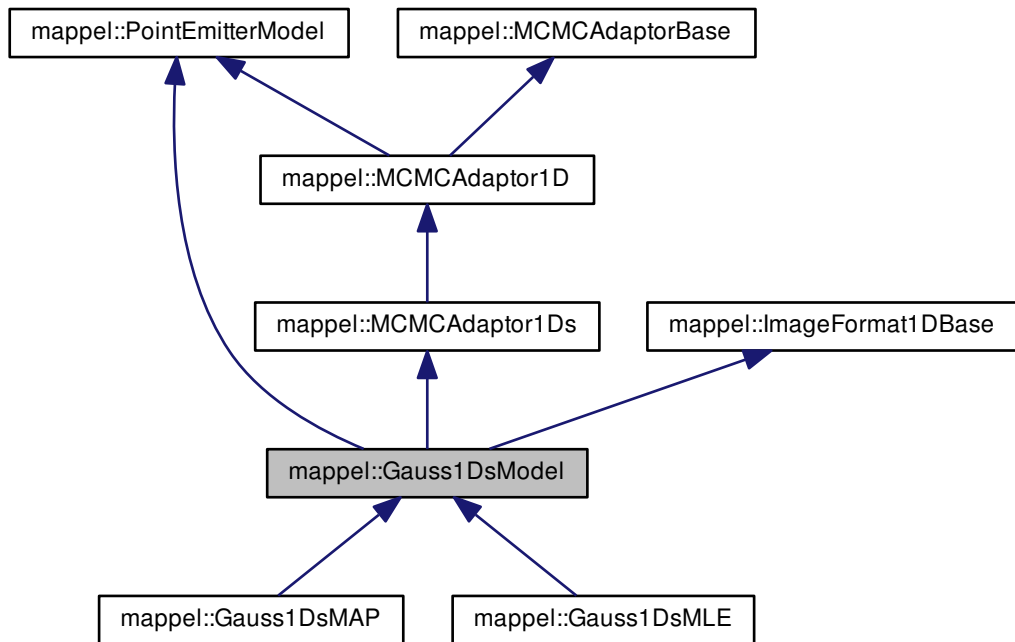 mappel::PointEmitterModel
mappel::MCMCAdaptorBase
mappel::MCMCAdaptor1D
mappel::MCMCAdaptor1Ds
mappel::ImageFormat1DBase
mappel::Gauss1DsModel
mappel::Gauss1DsMAP
mappel::Gauss1DsMLE